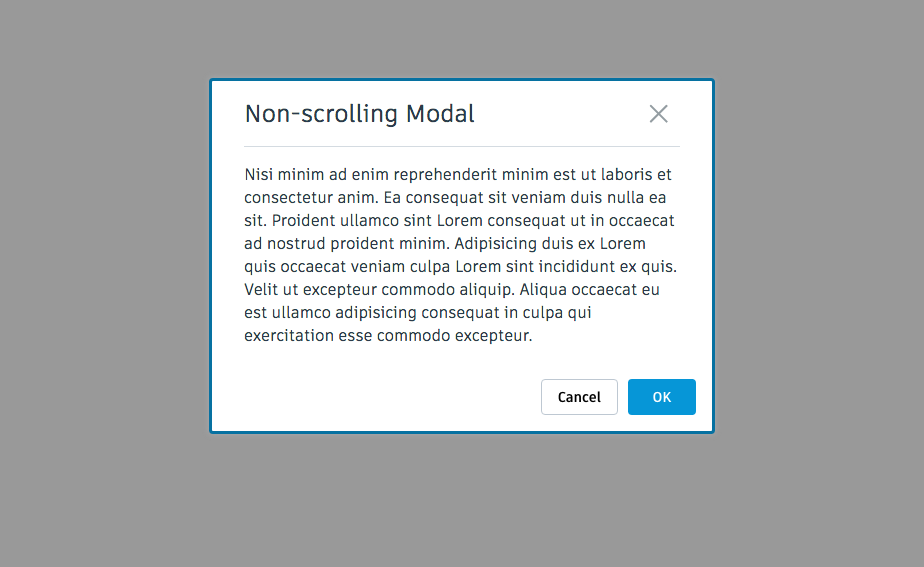 Non-scrolling Modal
Nisi minim ad enim reprehenderit minim est ut laboris et
consectetur anim. Ea consequat sit veniam duis nulla ea
sit. Proident ullamco sint Lorem consequat ut in occaecat
ad nostrud proident minim. Adipisicing duis ex Lorem
quis occaecat veniam culpa Lorem sint incididunt ex quis.
Velit ut excepteur commodo aliquip. Aliqua occaecat eu
est ullamco adipisicing consequat in culpa qui
exercitation esse commodo excepteur.
Cancel OK